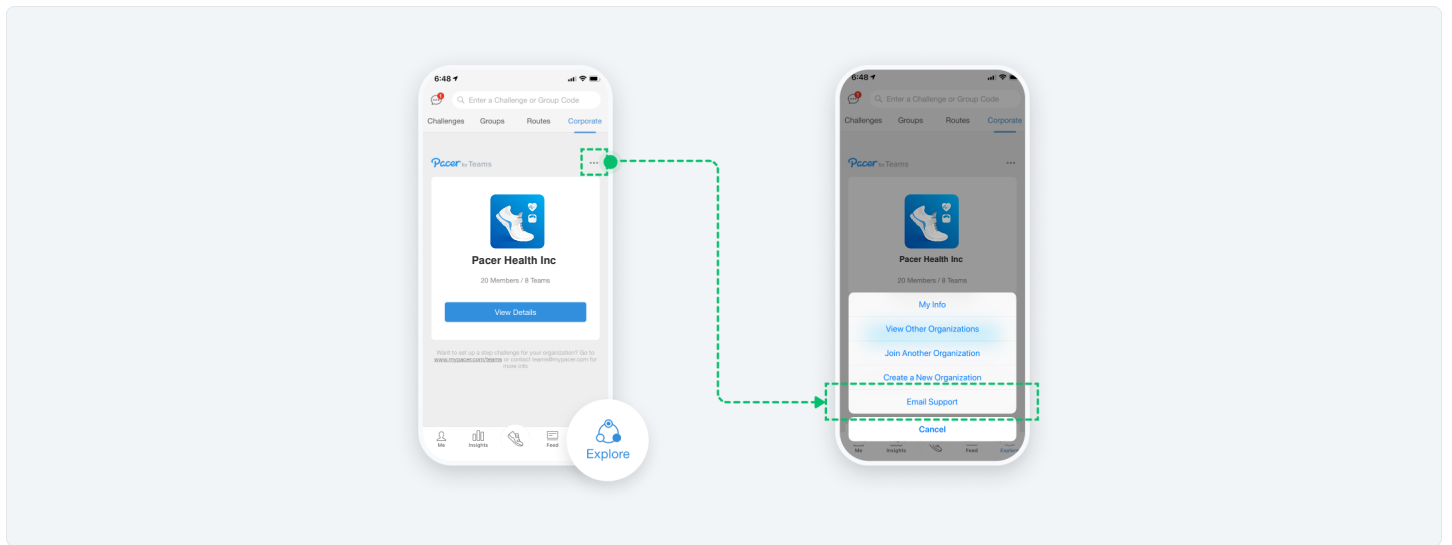 6:48
1
Enter a Challenge or Group Code
Challenges Groups Routes Corporate
Pacer for Teams
Pacer Health Inc
20 Members / 8 Teams
View Details
Want to set up a step challenge for your organization? Go to
www.mypacer.com/teams or contact teams@mypacer.com for
more info
Me Insights Feed
Explore
6:48
1
Enter a Challenge or Group Code
Challenges Groups Routes Corporate
Pacer for Teams
Pacer Health Inc
20 Members / 8 Teams
My Info
View Other Organizations
Join Another Organization
Create a New Organization
Email Support
Cancel
Me Insights Feed Explore